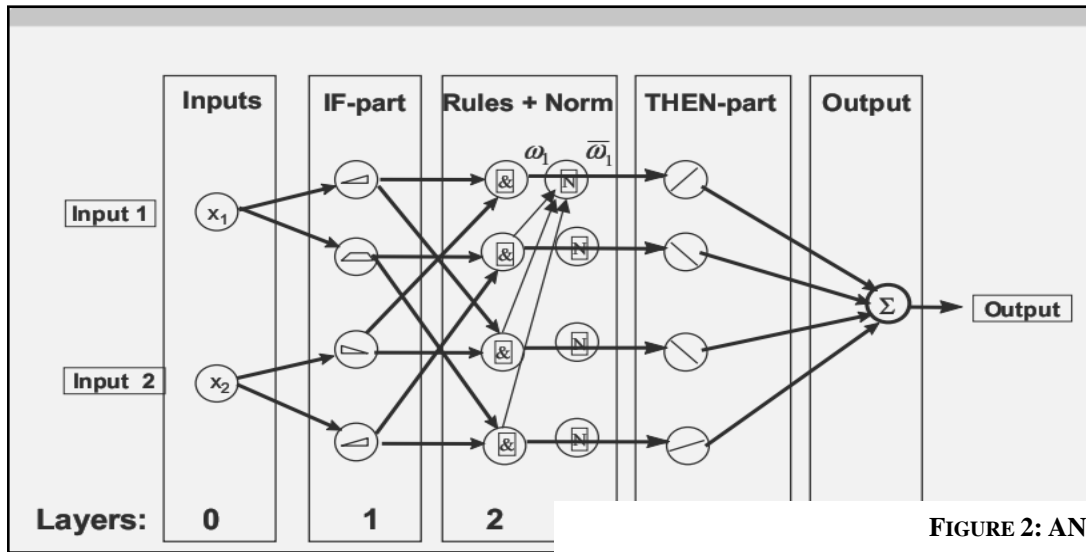 Inputs IF-part Rules + Norm THEN-part Output
ω1 ω̅1
& N
Input 1 x1
& N
Σ Output
& N
Input 2 x2
& N
Layers: 0 1 2
FIGURE 2: AN